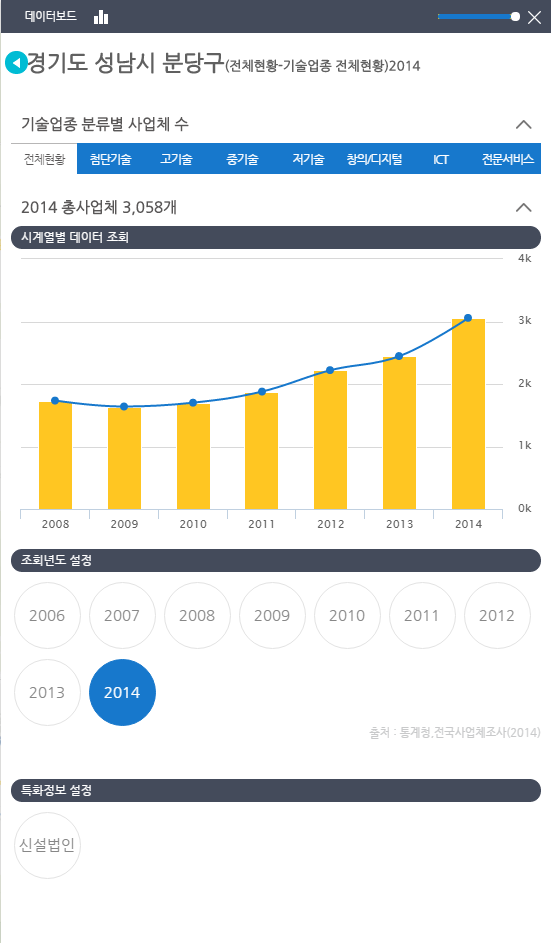 데이터보드
경기도 성남시 분당구(전체현황-기술업종 전체현황)2014
기술업종 분류별 사업체 수
전체현황 첨단기술 고기술 중기술 저기술 창의/디지털 ICT 전문서비스
2014 총사업체 3,058개
시계열별 데이터 조회
4k
3k
2k
1k
0k
2008 2009 2010 2011 2012 2013 2014
조회년도 설정
2006 2007 2008 2009 2010 2011 2012
2013 2014
출처 : 통계청,전국사업체조사(2014)
특화정보 설정
신설법인